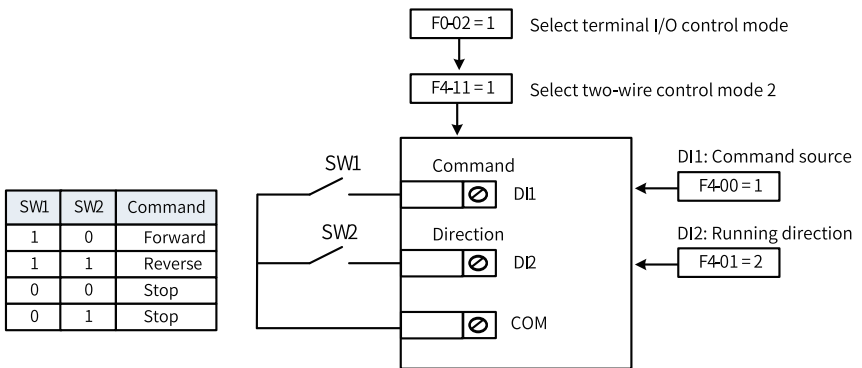 F0-02 = 1 Select terminal I/O control mode
F4-11 = 1 Select two-wire control mode 2
SW1 SW2 Command
1 0 Forward
1 1 Reverse
0 0 Stop
0 1 Stop
SW1
SW2
Command
DI1
Direction
DI2
COM
DI1: Command source
F4-00 = 1
DI2: Running direction
F4-01 = 2